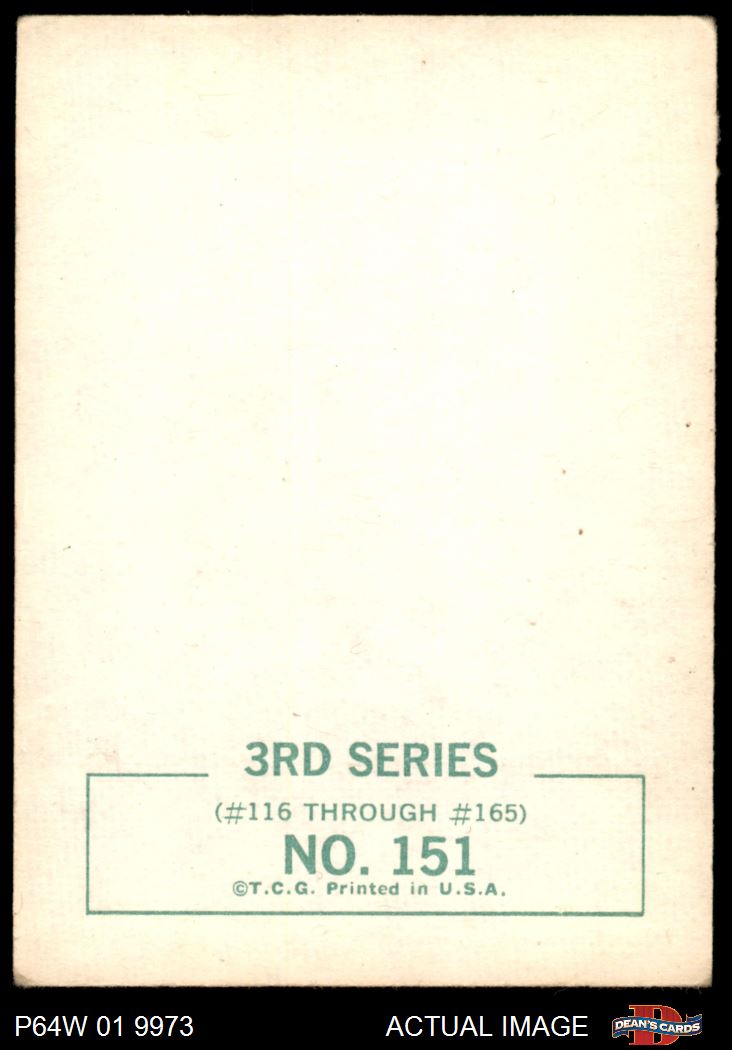 3RD SERIES
(#116 THROUGH #165)
NO. 151
©T.C.G. Printed in U.S.A.
P64W 01 9973
ACTUAL IMAGE
D
DEAN'S CARDS